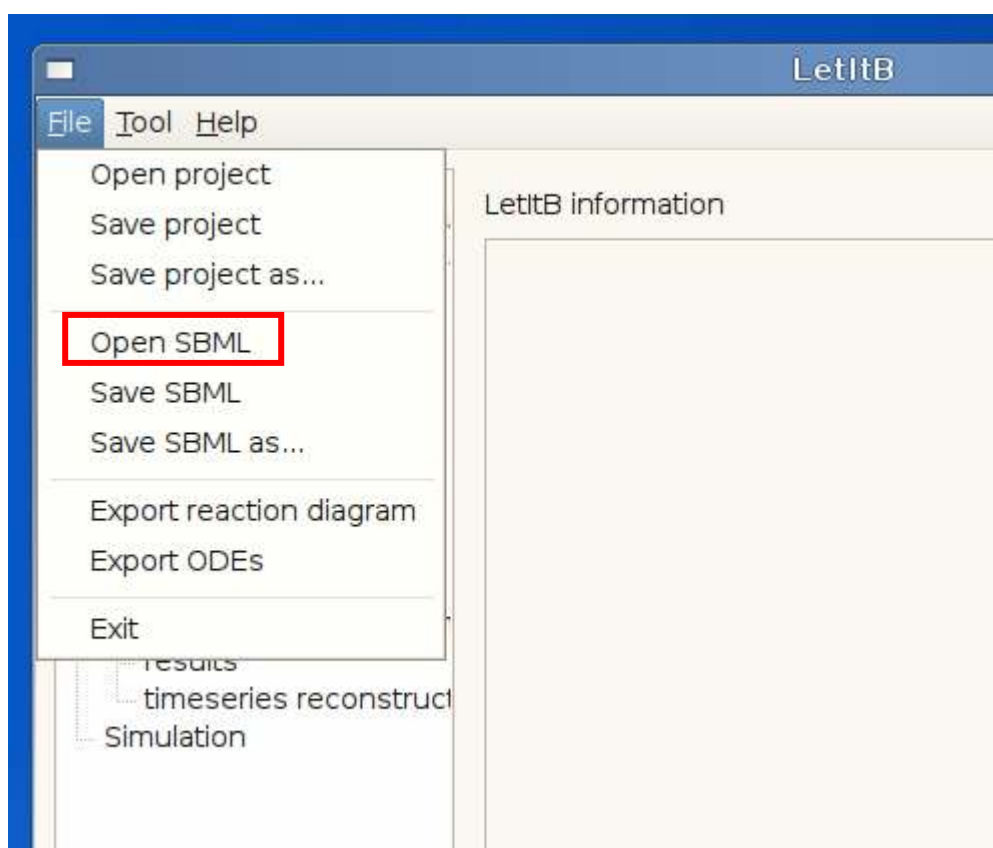 LetItB
File Tool Help
Open project
Save project
Save project as...
Open SBML
Save SBML
Save SBML as...
Export reaction diagram
Export ODEs
Exit
LetItB information
results
timeseries reconstruct
Simulation